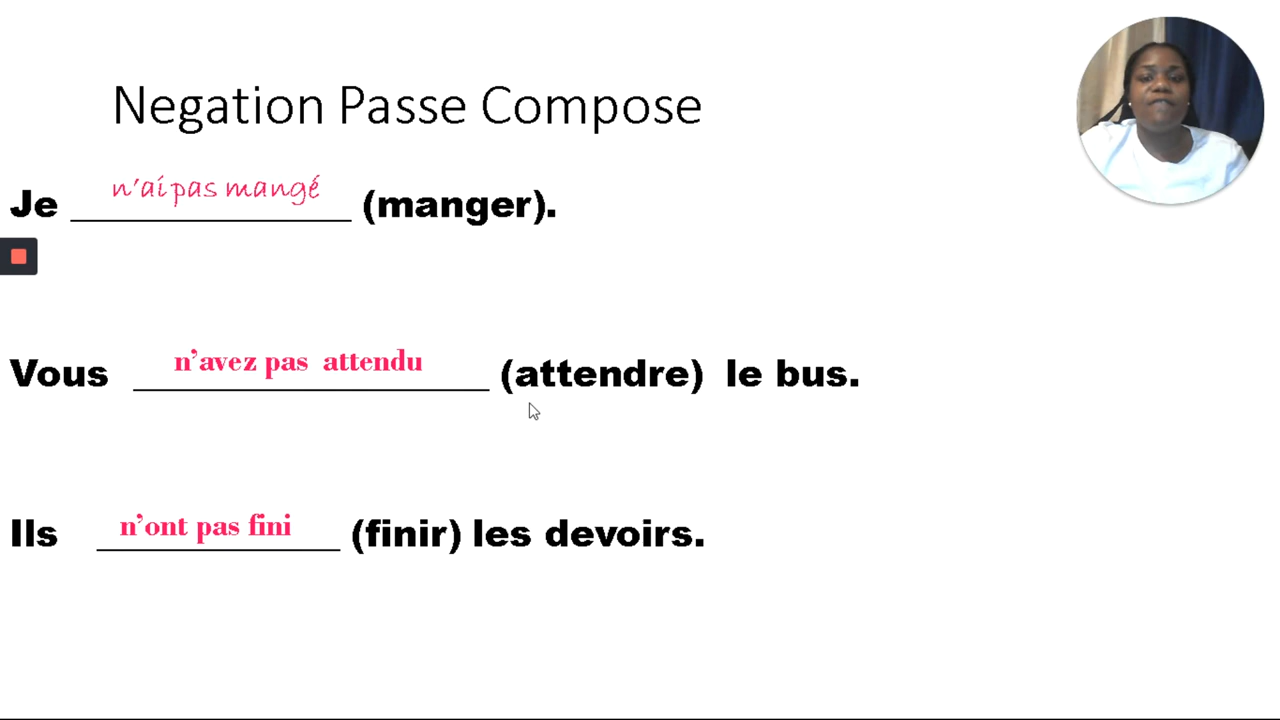 Negation Passe Compose
Je n'ai pas mangé (manger).
Vous n'avez pas attendu (attendre) le bus.
Ils n'ont pas fini (finir) les devoirs.